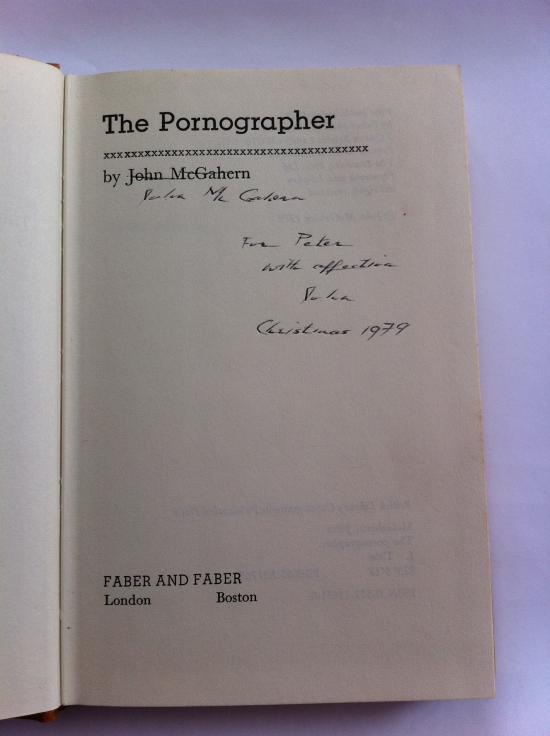 The Pornographer
xxxxxxxxxxxxxxxxxxxxxxxxxxxxxxxxxxxxxxxx
by John McGahern
John McGahern
For Peter
with affection
John
Christmas 1979
FABER AND FABER
London Boston